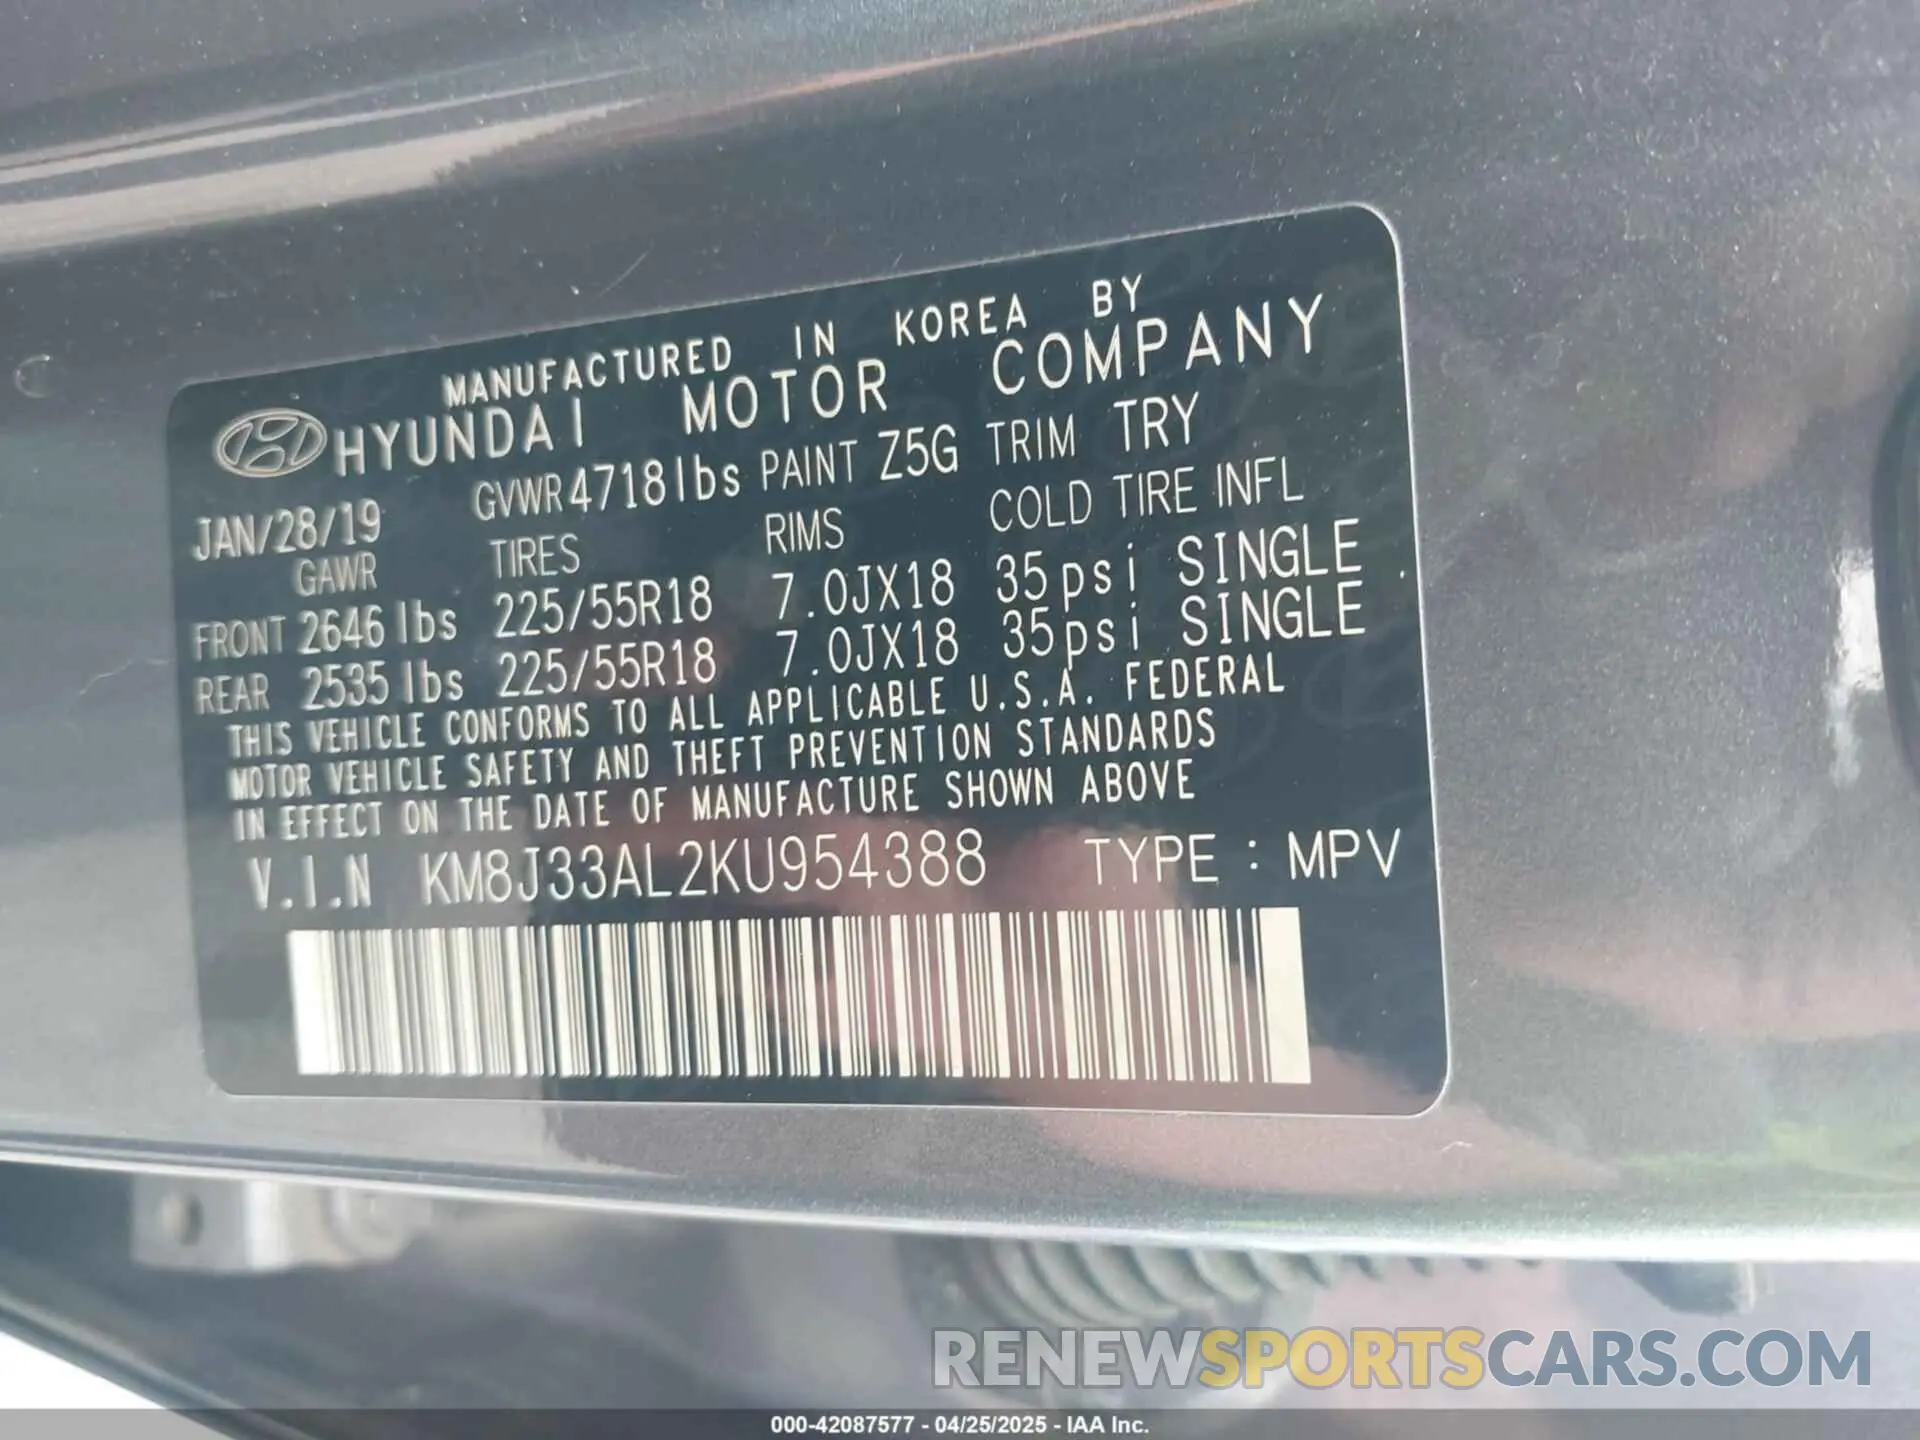 MANUFACTURED IN KOREA BY
HYUNDAI MOTOR COMPANY
JAN/28/19 GVWR 4718lbs PAINT Z5G TRIM TRY
GAWR TIRES RIMS COLD TIRE INFL
FRONT 2646 lbs 225/55R18 7.0JX18 35psi SINGLE
REAR 2535 lbs 225/55R18 7.0JX18 35psi SINGLE
THIS VEHICLE CONFORMS TO ALL APPLICABLE U.S.A. FEDERAL
MOTOR VEHICLE SAFETY AND THEFT PREVENTION STANDARDS
IN EFFECT ON THE DATE OF MANUFACTURE SHOWN ABOVE
V.I.N KM8J33AL2KU954388 TYPE : MPV
RENEWSPORTSCARS.COM
000-42087577 - 04/25/2025 - IAA Inc.